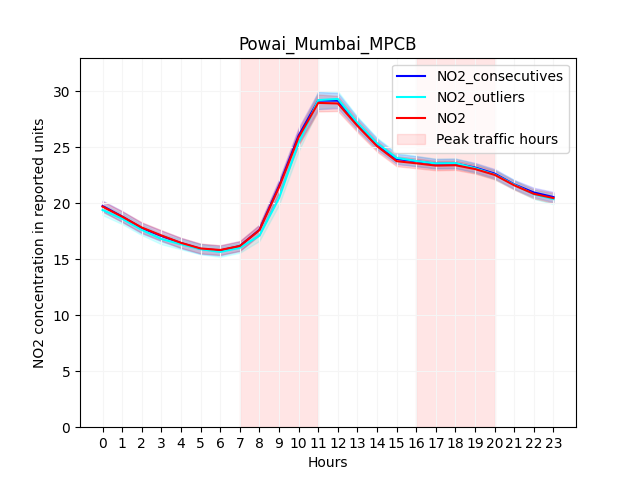 Powai_Mumbai_MPCB
NO2_consecutives
NO2_outliers
NO2
Peak traffic hours
NO2 concentration in reported units
30
25
20
15
10
5
0
0 1 2 3 4 5 6 7 8 9 10 11 12 13 14 15 16 17 18 19 20 21 22 23
Hours